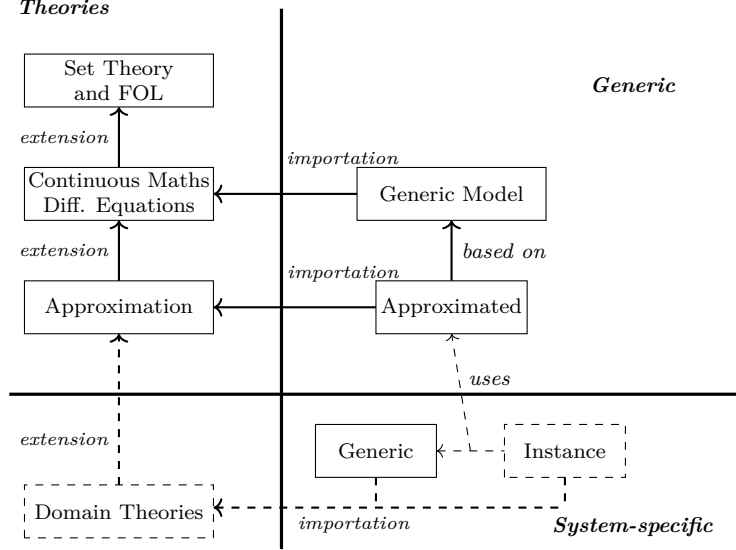 Theories
Set Theory
and FOL
Generic
extension
importation
Continuous Maths
Diff. Equations
Generic Model
extension
based on
importation
Approximation
Approximated
uses
extension
Generic
Instance
Domain Theories
importation
System-specific